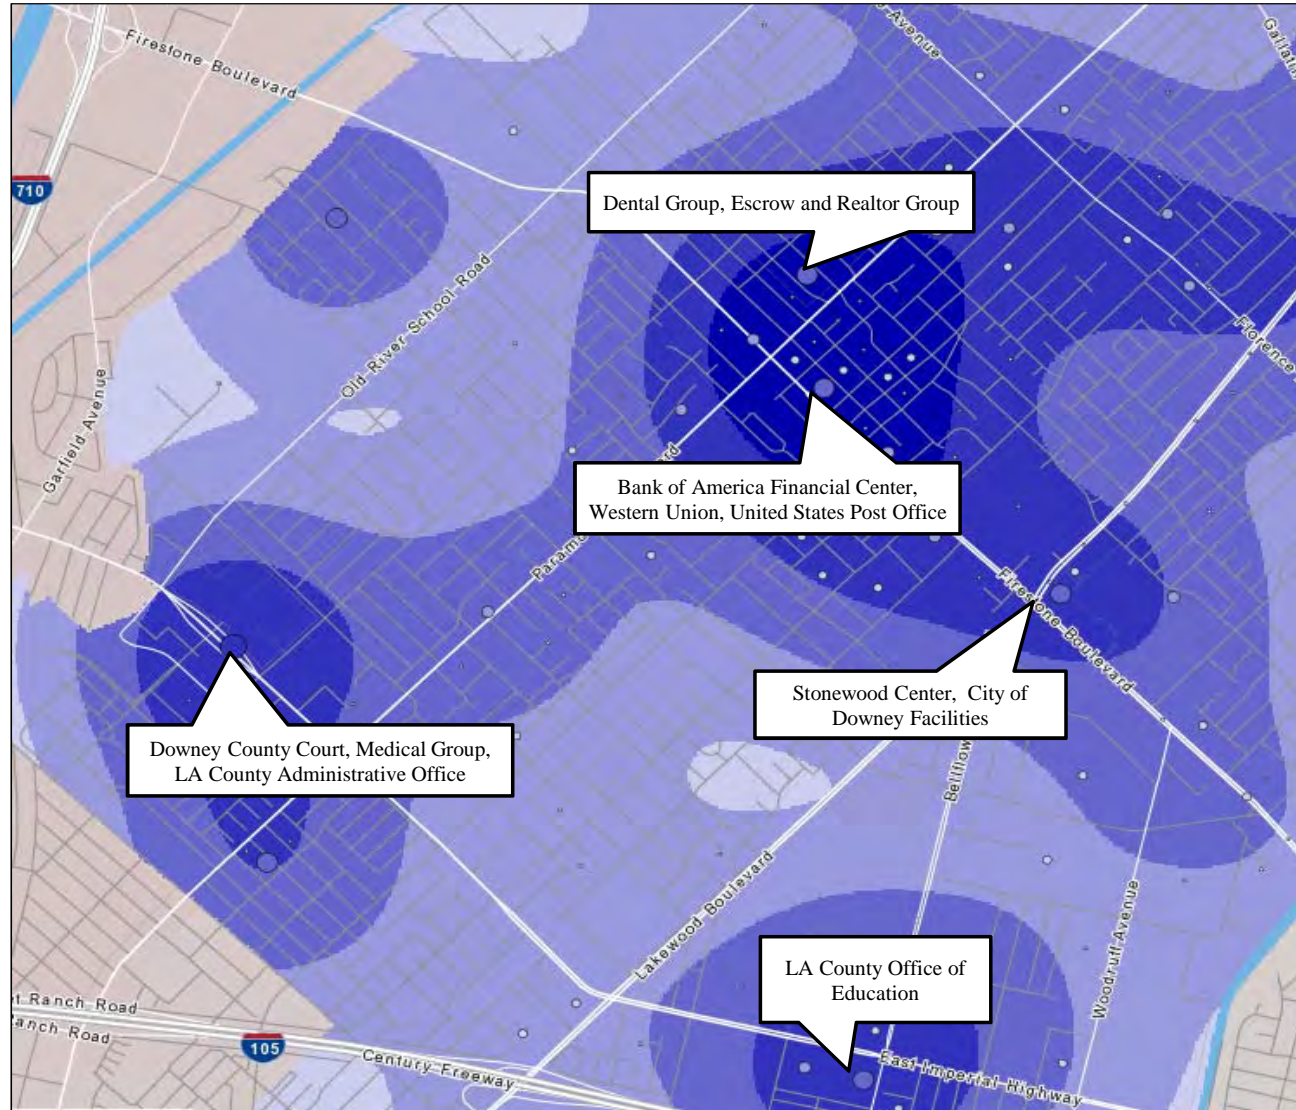 Firestone Boulevard
Avenue
710
Dental Group, Escrow and Realtor Group
Old River School Road
Florence
Garfield Avenue
Bank of America Financial Center,
Western Union, United States Post Office
Firestone Boulevard
Stonewood Center, City of
Downey Facilities
Downey County Court, Medical Group,
LA County Administrative Office
Lakewood Boulevard
Woodruff Avenue
LA County Office of
Education
Ranch Road
Road
105
Century Freeway
East Imperial Highway